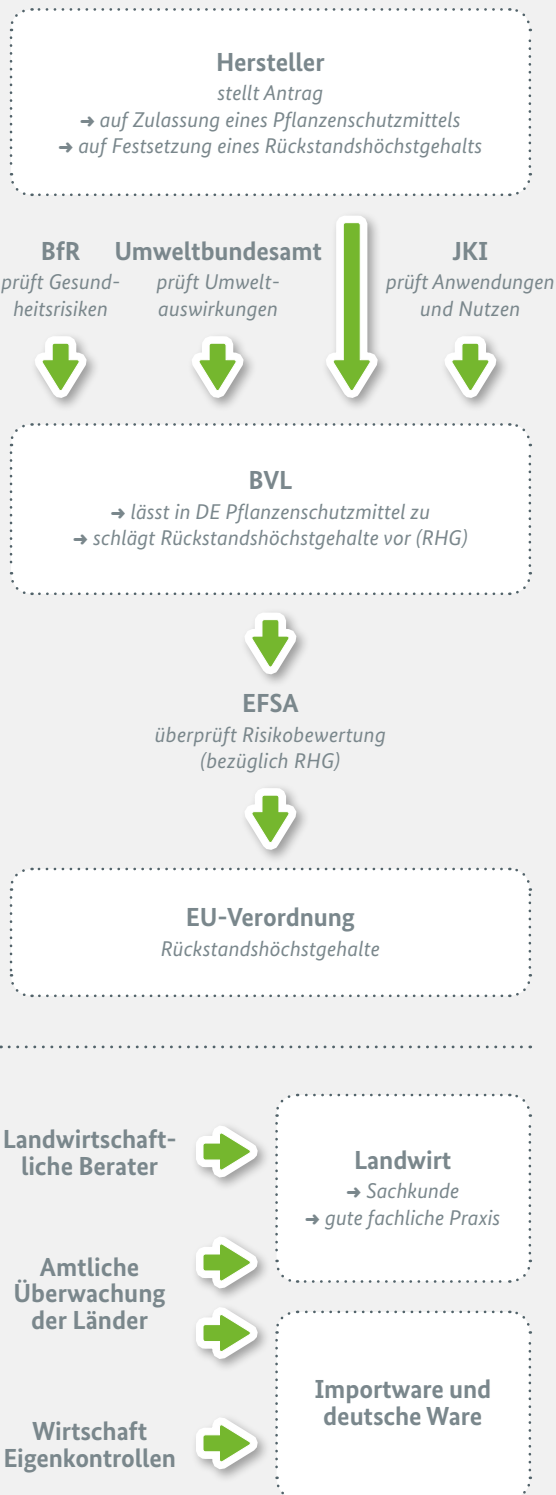 Hersteller
stellt Antrag
➔ auf Zulassung eines Pflanzenschutzmittels
➔ auf Festsetzung eines Rückstandshöchstgehalts
BfR
prüft Gesund-
heitsrisiken
Umweltbundesamt
prüft Umwelt-
auswirkungen
JKI
prüft Anwendungen
und Nutzen
BVL
➔ lässt in DE Pflanzenschutzmittel zu
➔ schlägt Rückstandshöchstgehalte vor (RHG)
EFSA
überprüft Risikobewertung
(bezüglich RHG)
EU-Verordnung
Rückstandshöchstgehalte
Landwirtschaft-
liche Berater
Landwirt
➔ Sachkunde
➔ gute fachliche Praxis
Amtliche
Überwachung
der Länder
Importware und
deutsche Ware
Wirtschaft
Eigenkontrollen